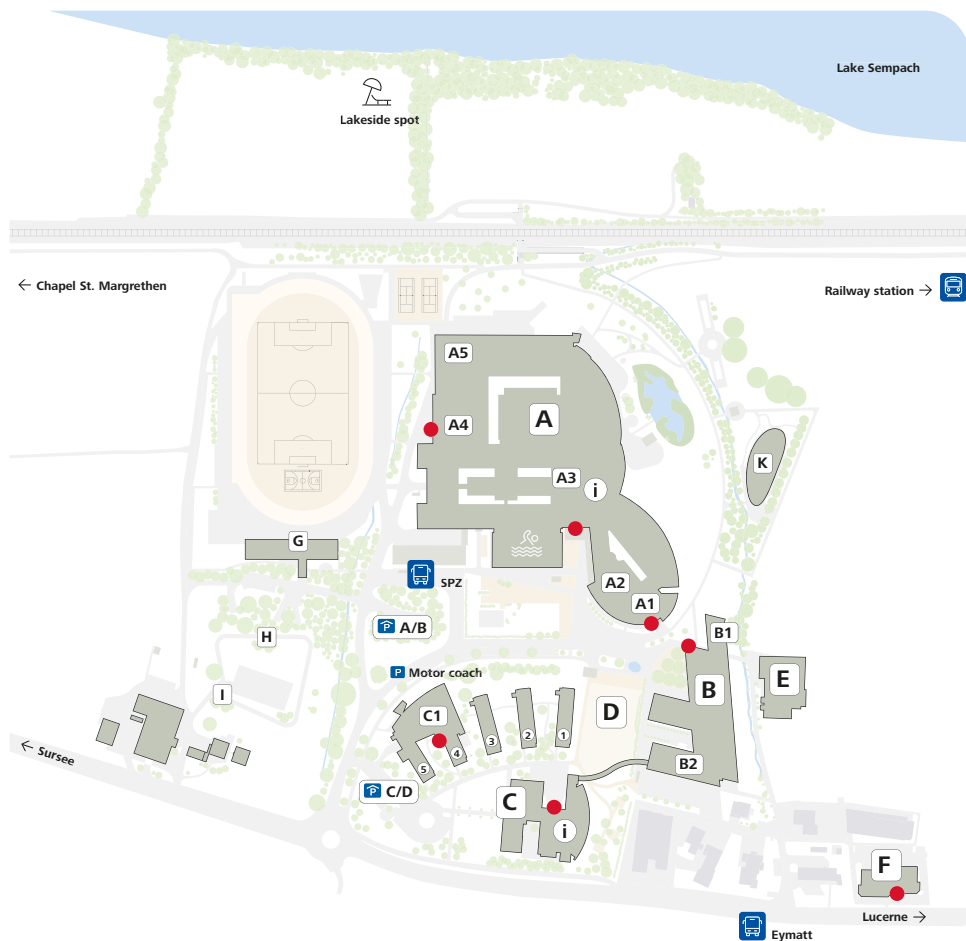 Lake Sempach
Lakeside spot
← Chapel St. Margrethen
Railway station →
A5
A
A4
K
A3
i
G
SPZ
A2
A1
P A/B
B1
H
P Motor coach
E
B
I
D
C1
1
2
3
4
5
B2
← Sursee
P C/D
C
i
F
Lucerne →
Eymatt